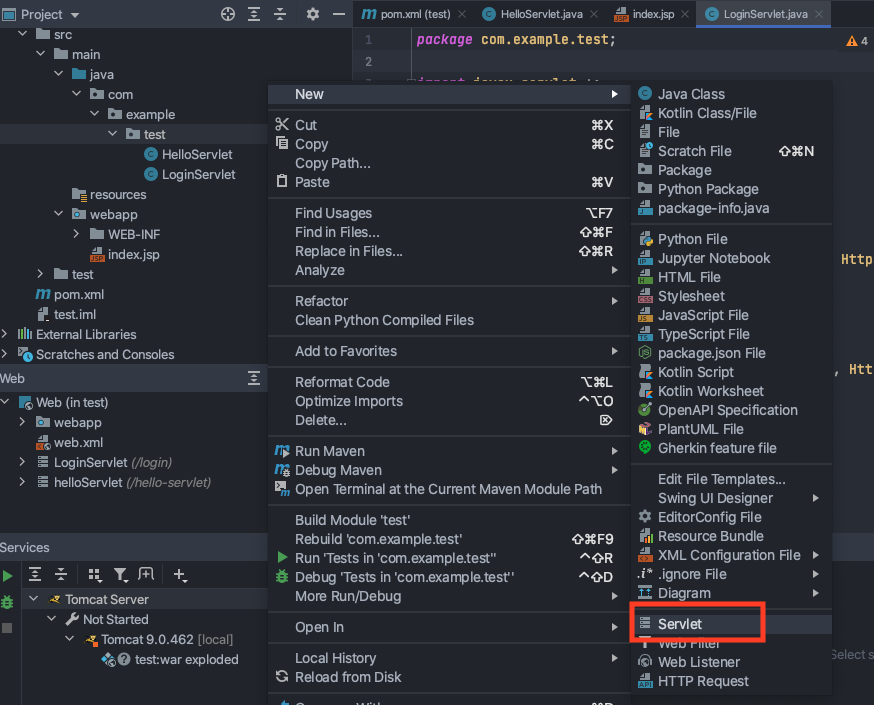 Project
pom.xml (test)
HelloServlet.java
index.jsp
LoginServlet.java
src
main
java
com
example
test
HelloServlet
LoginServlet
resources
webapp
WEB-INF
index.jsp
test
pom.xml
test.iml
External Libraries
Scratches and Consoles
Web
Web (in test)
webapp
web.xml
LoginServlet (/login)
helloServlet (/hello-servlet)
Services
Tomcat Server
Not Started
Tomcat 9.0.462 [local]
test:war exploded
1 package com.example.test;
4
2
New
Cut ⌘X
Copy ⌘C
Copy Path...
Paste ⌘V
Find Usages ⌥F7
Find in Files... ⇧⌘F
Replace in Files... ⇧⌘R
Analyze
Refactor
Clean Python Compiled Files
Add to Favorites
Reformat Code ⌥⌘L
Optimize Imports ^⌥O
Delete... ⌦
Run Maven
Debug Maven
Open Terminal at the Current Maven Module Path
Build Module 'test'
Rebuild 'com.example.test' ⇧⌘F9
Run 'Tests in 'com.example.test'' ^⇧R
Debug 'Tests in 'com.example.test'' ^⇧D
More Run/Debug
Open In
Local History
Reload from Disk
Java Class
Kotlin Class/File
File
Scratch File ⇧⌘N
Package
Python Package
package-info.java
Python File
Jupyter Notebook
HTML File
Stylesheet
JavaScript File
TypeScript File
package.json File
Kotlin Script
Kotlin Worksheet
OpenAPI Specification
PlantUML File
Gherkin feature file
Edit File Templates...
Swing UI Designer
EditorConfig File
Resource Bundle
XML Configuration File
.ignore File
Diagram
Servlet
Web Filter
Web Listener
HTTP Request
Http
, Htt
Select s